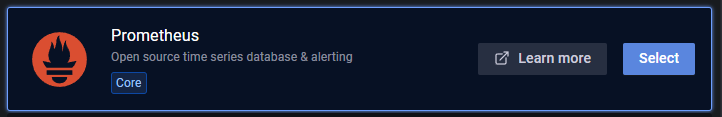 Prometheus
Open source time series database & alerting
Core
Learn more
Select